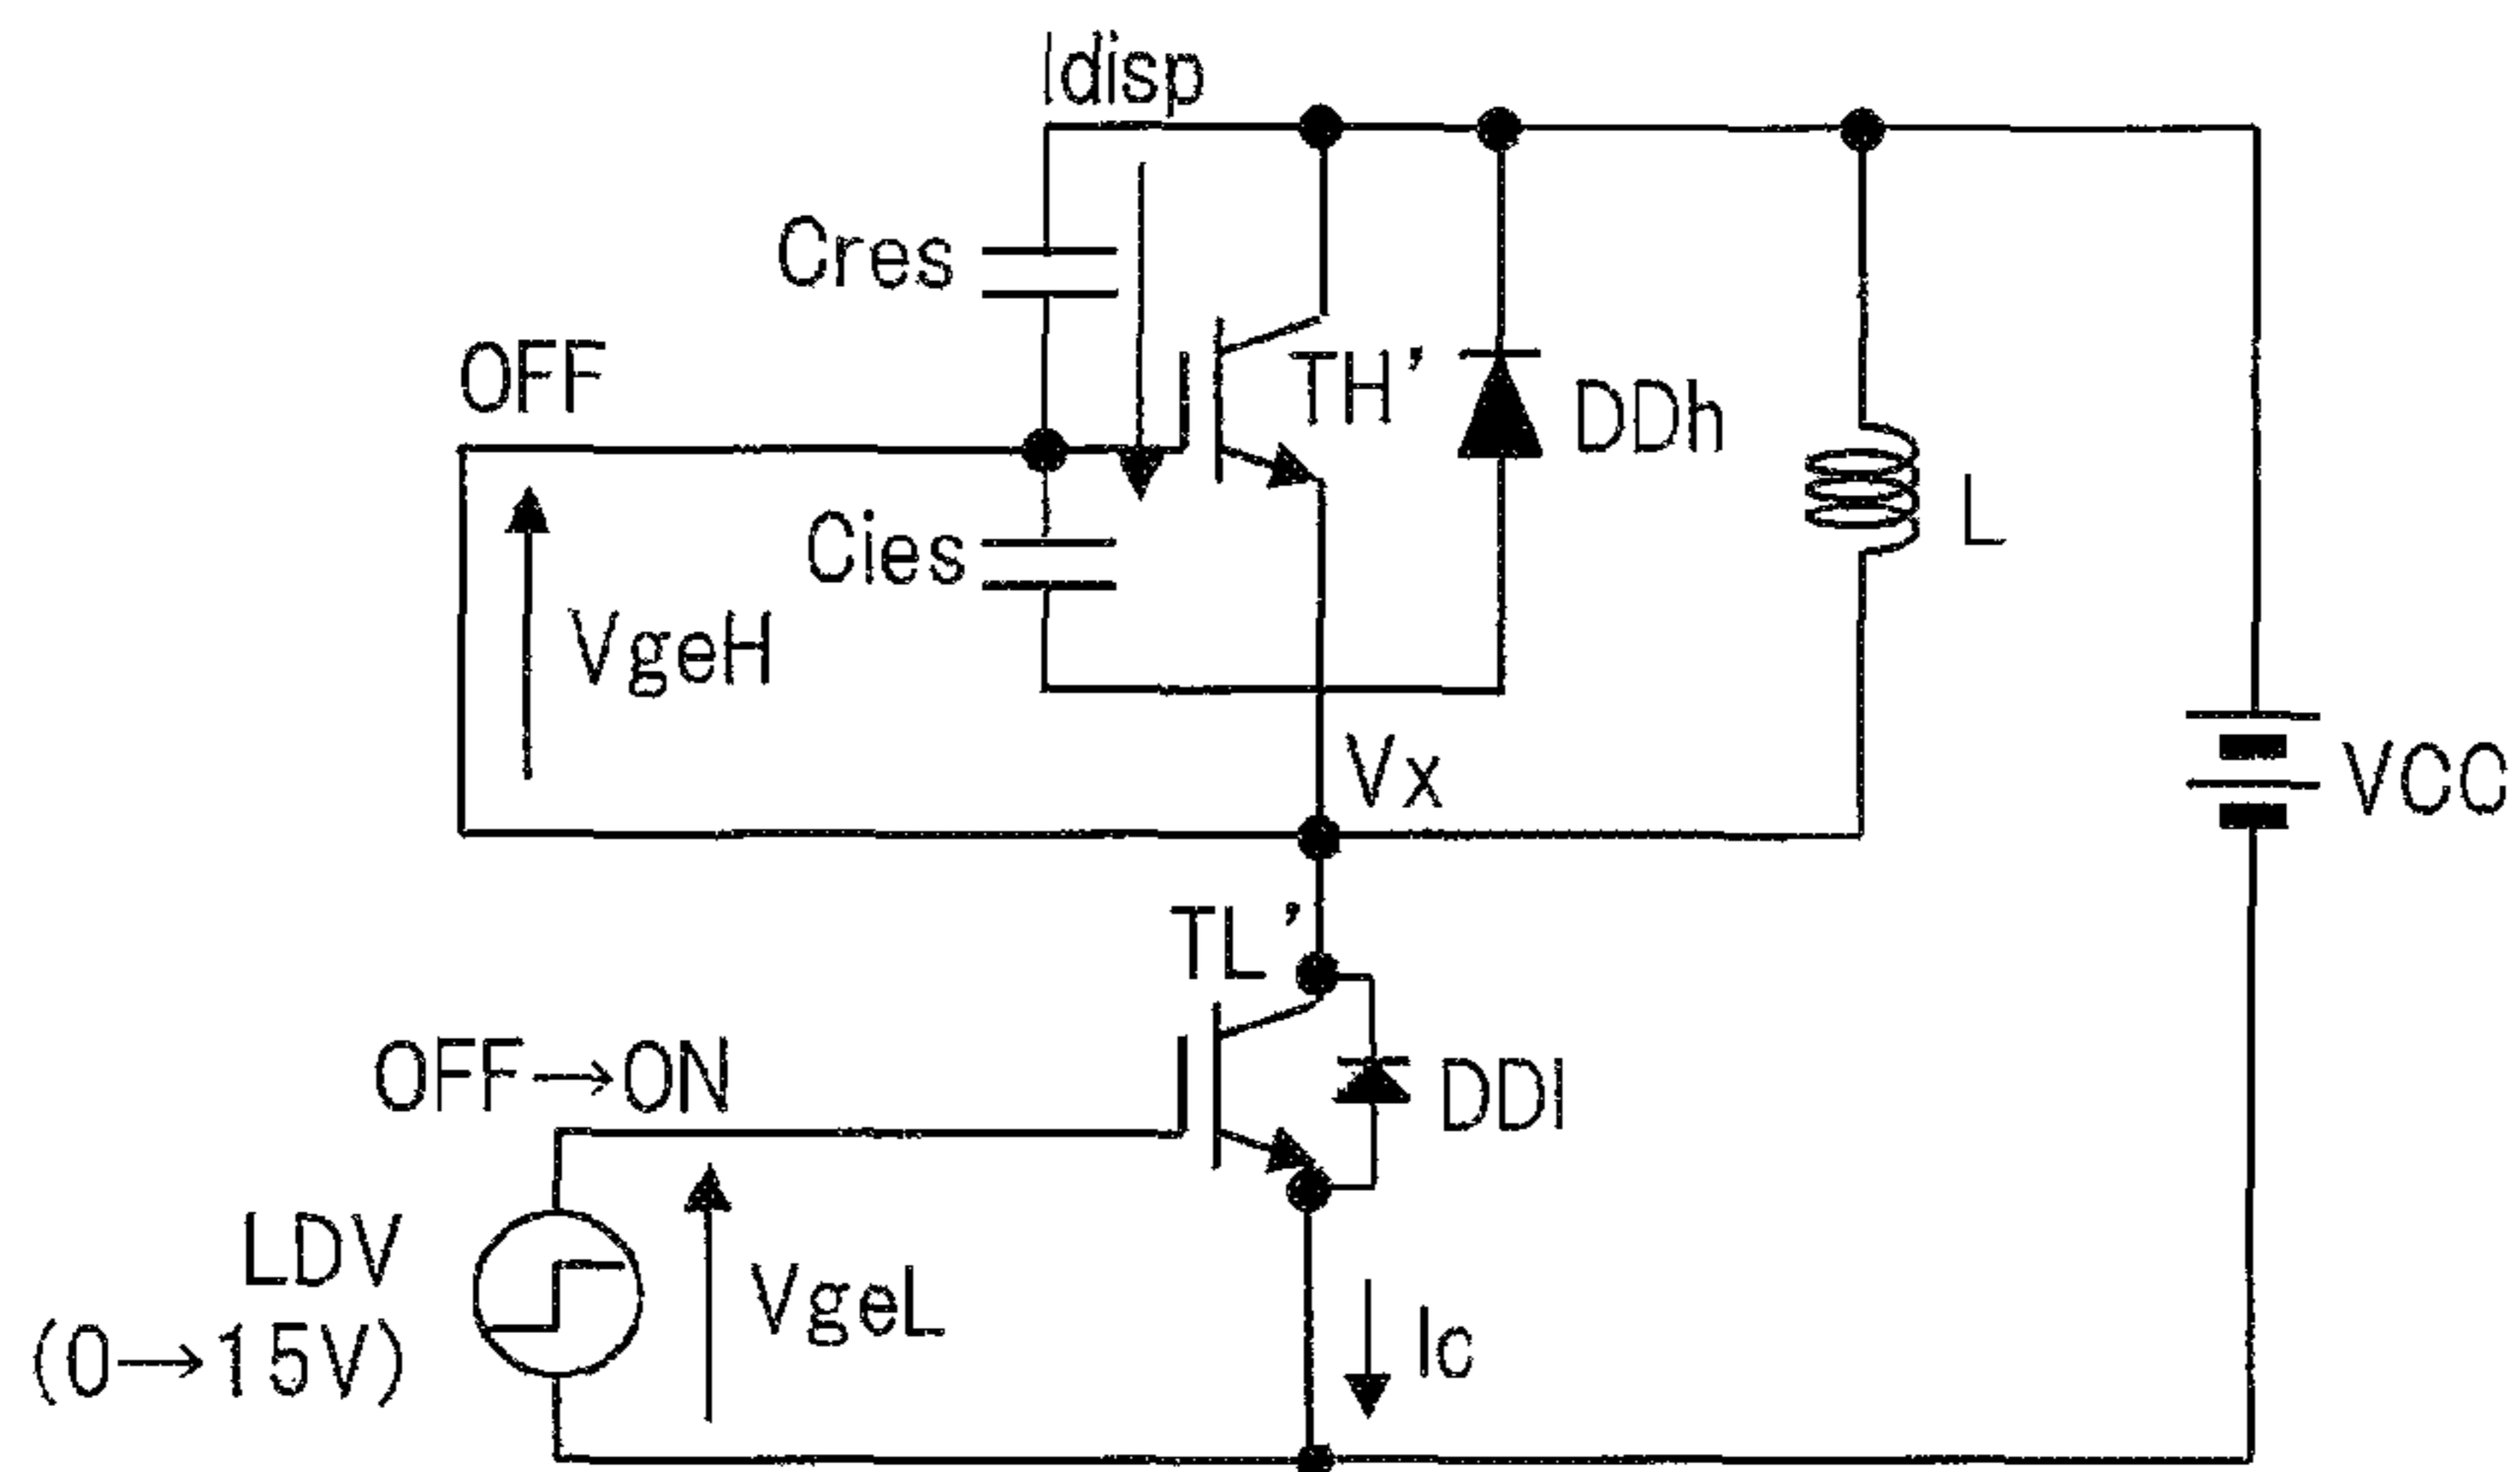 Idisp
Cres
OFF
TH'
DDh
L
Cies
VgeH
Vx
VCC
TL'
OFF→ON
DDl
LDV
(0→15V)
VgeL
Ic